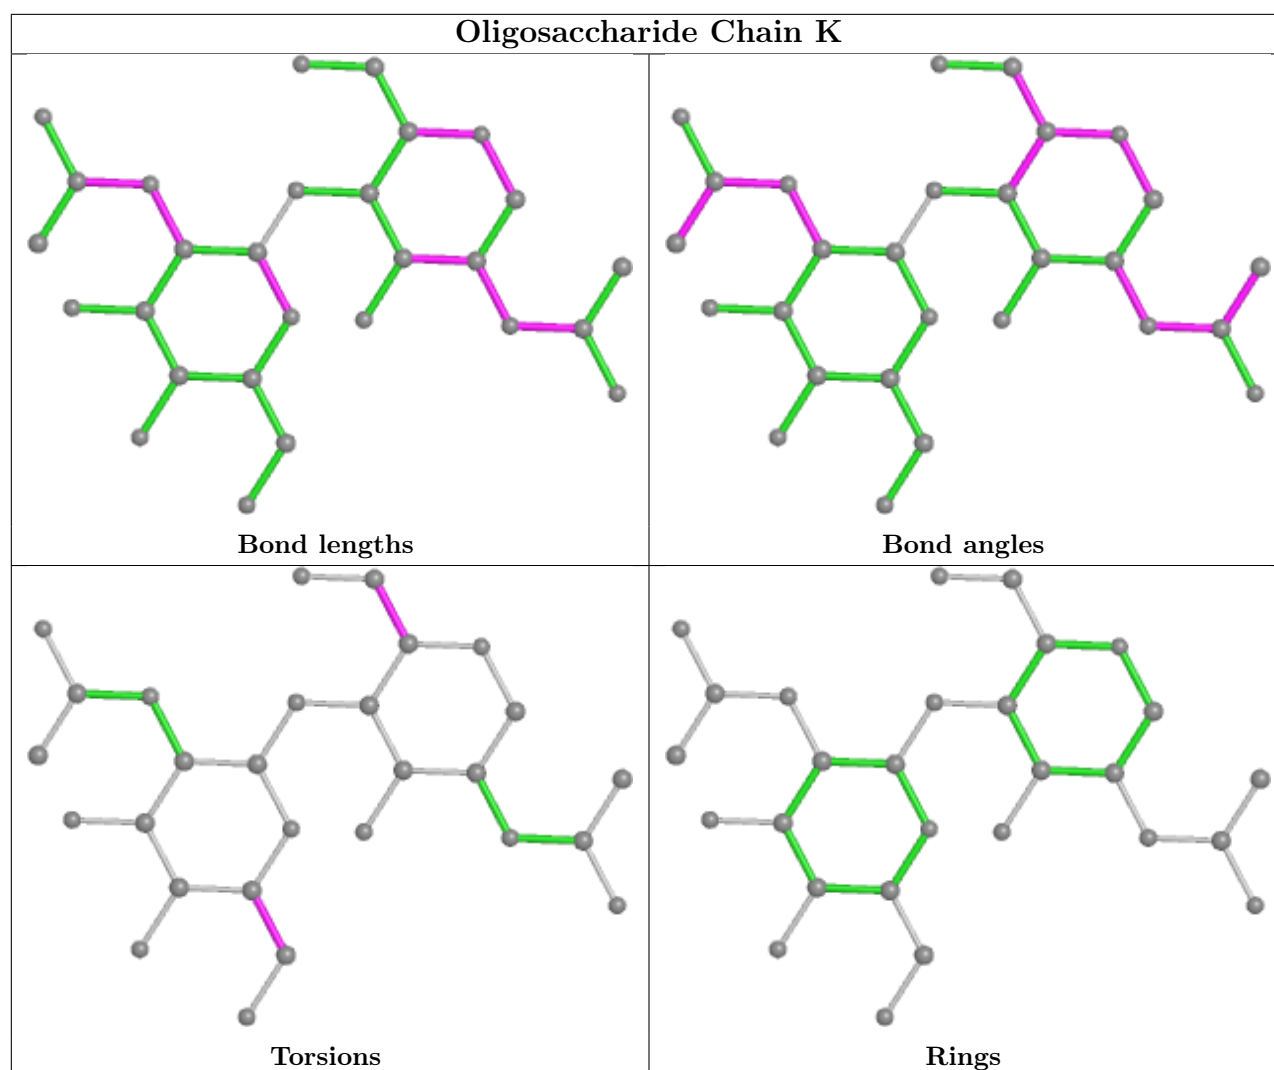 Oligosaccharide Chain K
Bond lengths
Bond angles
Torsions
Rings